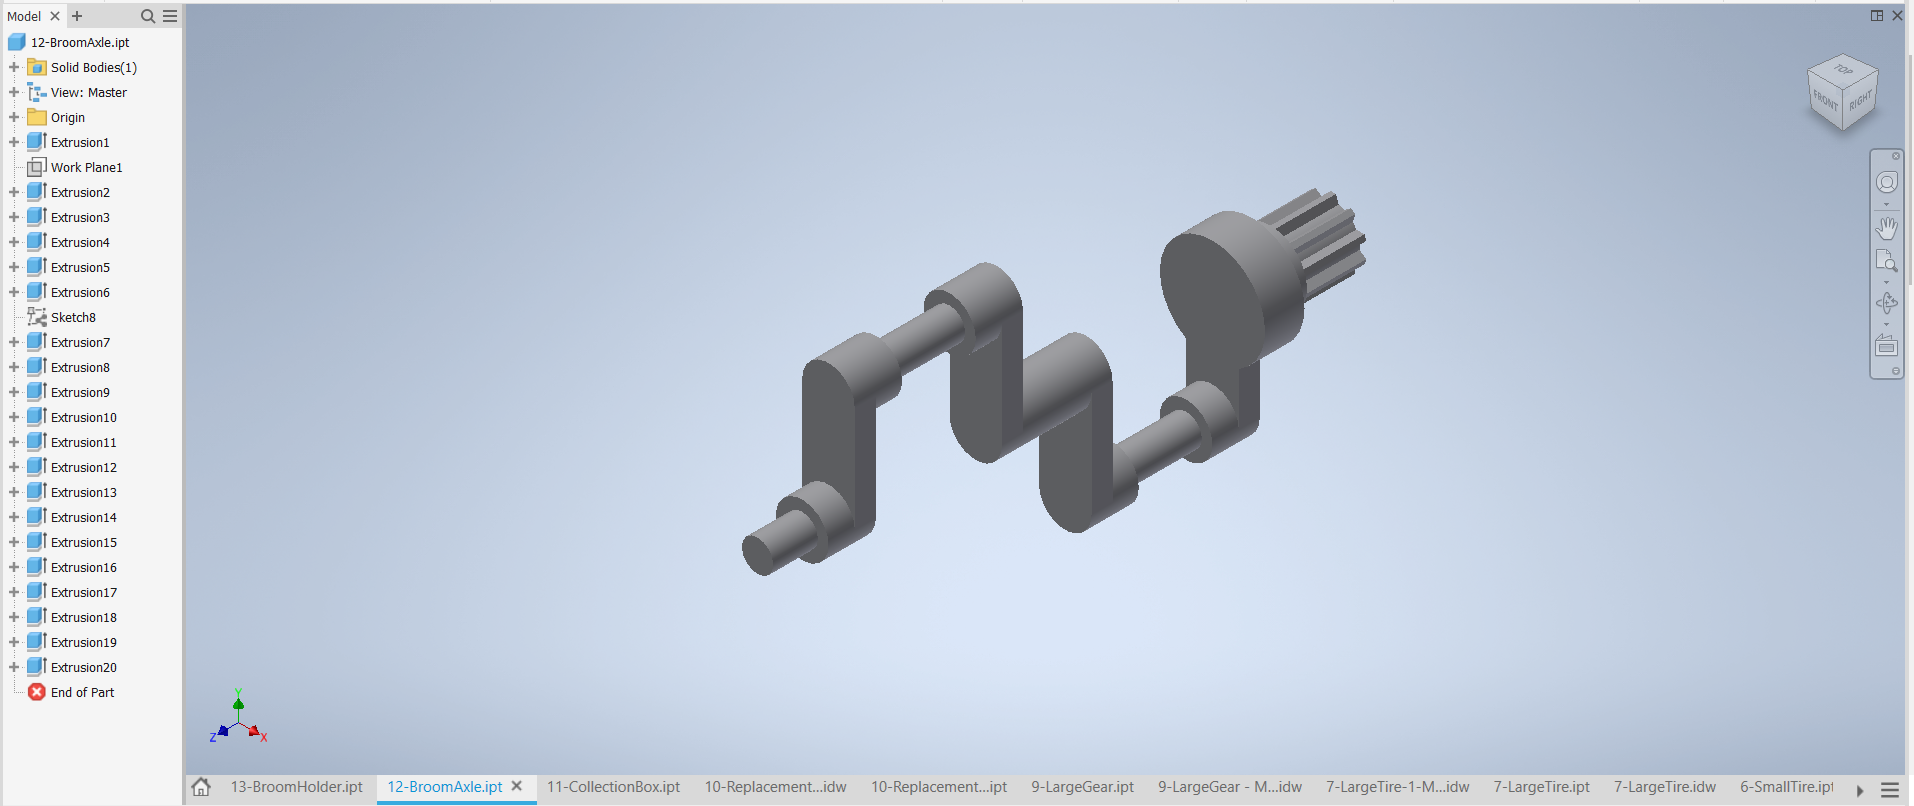 Model
12-BroomAxle.ipt
Solid Bodies(1)
View: Master
Origin
Extrusion1
Work Plane1
Extrusion2
Extrusion3
Extrusion4
Extrusion5
Extrusion6
Sketch8
Extrusion7
Extrusion8
Extrusion9
Extrusion10
Extrusion11
Extrusion12
Extrusion13
Extrusion14
Extrusion15
Extrusion16
Extrusion17
Extrusion18
Extrusion19
Extrusion20
End of Part
TOP
FRONT RIGHT
Y
Z X
13-BroomHolder.ipt 12-BroomAxle.ipt 11-CollectionBox.ipt 10-Replacement...idw 10-Replacement...ipt 9-LargeGear.ipt 9-LargeGear - M...idw 7-LargeTire-1-M...idw 7-LargeTire.ipt 7-LargeTire.idw 6-SmallTire.ipt